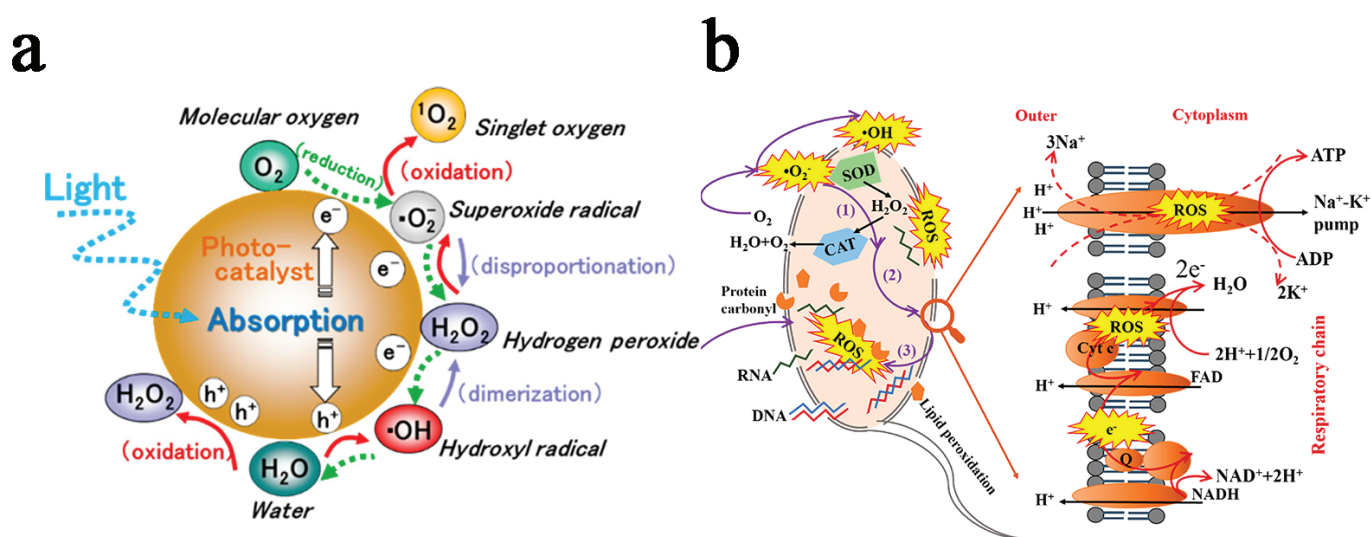 a
Molecular oxygen
O₂
(reduction)
¹O₂
Singlet oxygen
(oxidation)
Light
e⁻
·O₂⁻
Superoxide radical
Photo-
catalyst
e⁻
(disproportionation)
Absorption
H₂O₂
Hydrogen peroxide
e⁻
H₂O₂
h⁺
h⁺
h⁺
(dimerization)
·OH
Hydroxyl radical
(oxidation)
H₂O
Water
b
•OH
•O₂⁻
SOD
O₂
(1)
H₂O₂
ROS
H₂O+O₂
CAT
(2)
Protein
carbonyl
ROS
(3)
RNA
DNA
Lipid peroxidation
Outer
Cytoplasm
3Na⁺
ATP
H⁺
H⁺
H⁺
ROS
Na⁺-K⁺
pump
ADP
2K⁺
2e⁻
H₂O
H⁺
ROS
Cyt c
2H⁺+1/2O₂
FAD
H⁺
e⁻
Q
NAD⁺+2H⁺
NADH
H⁺
Respiratory chain